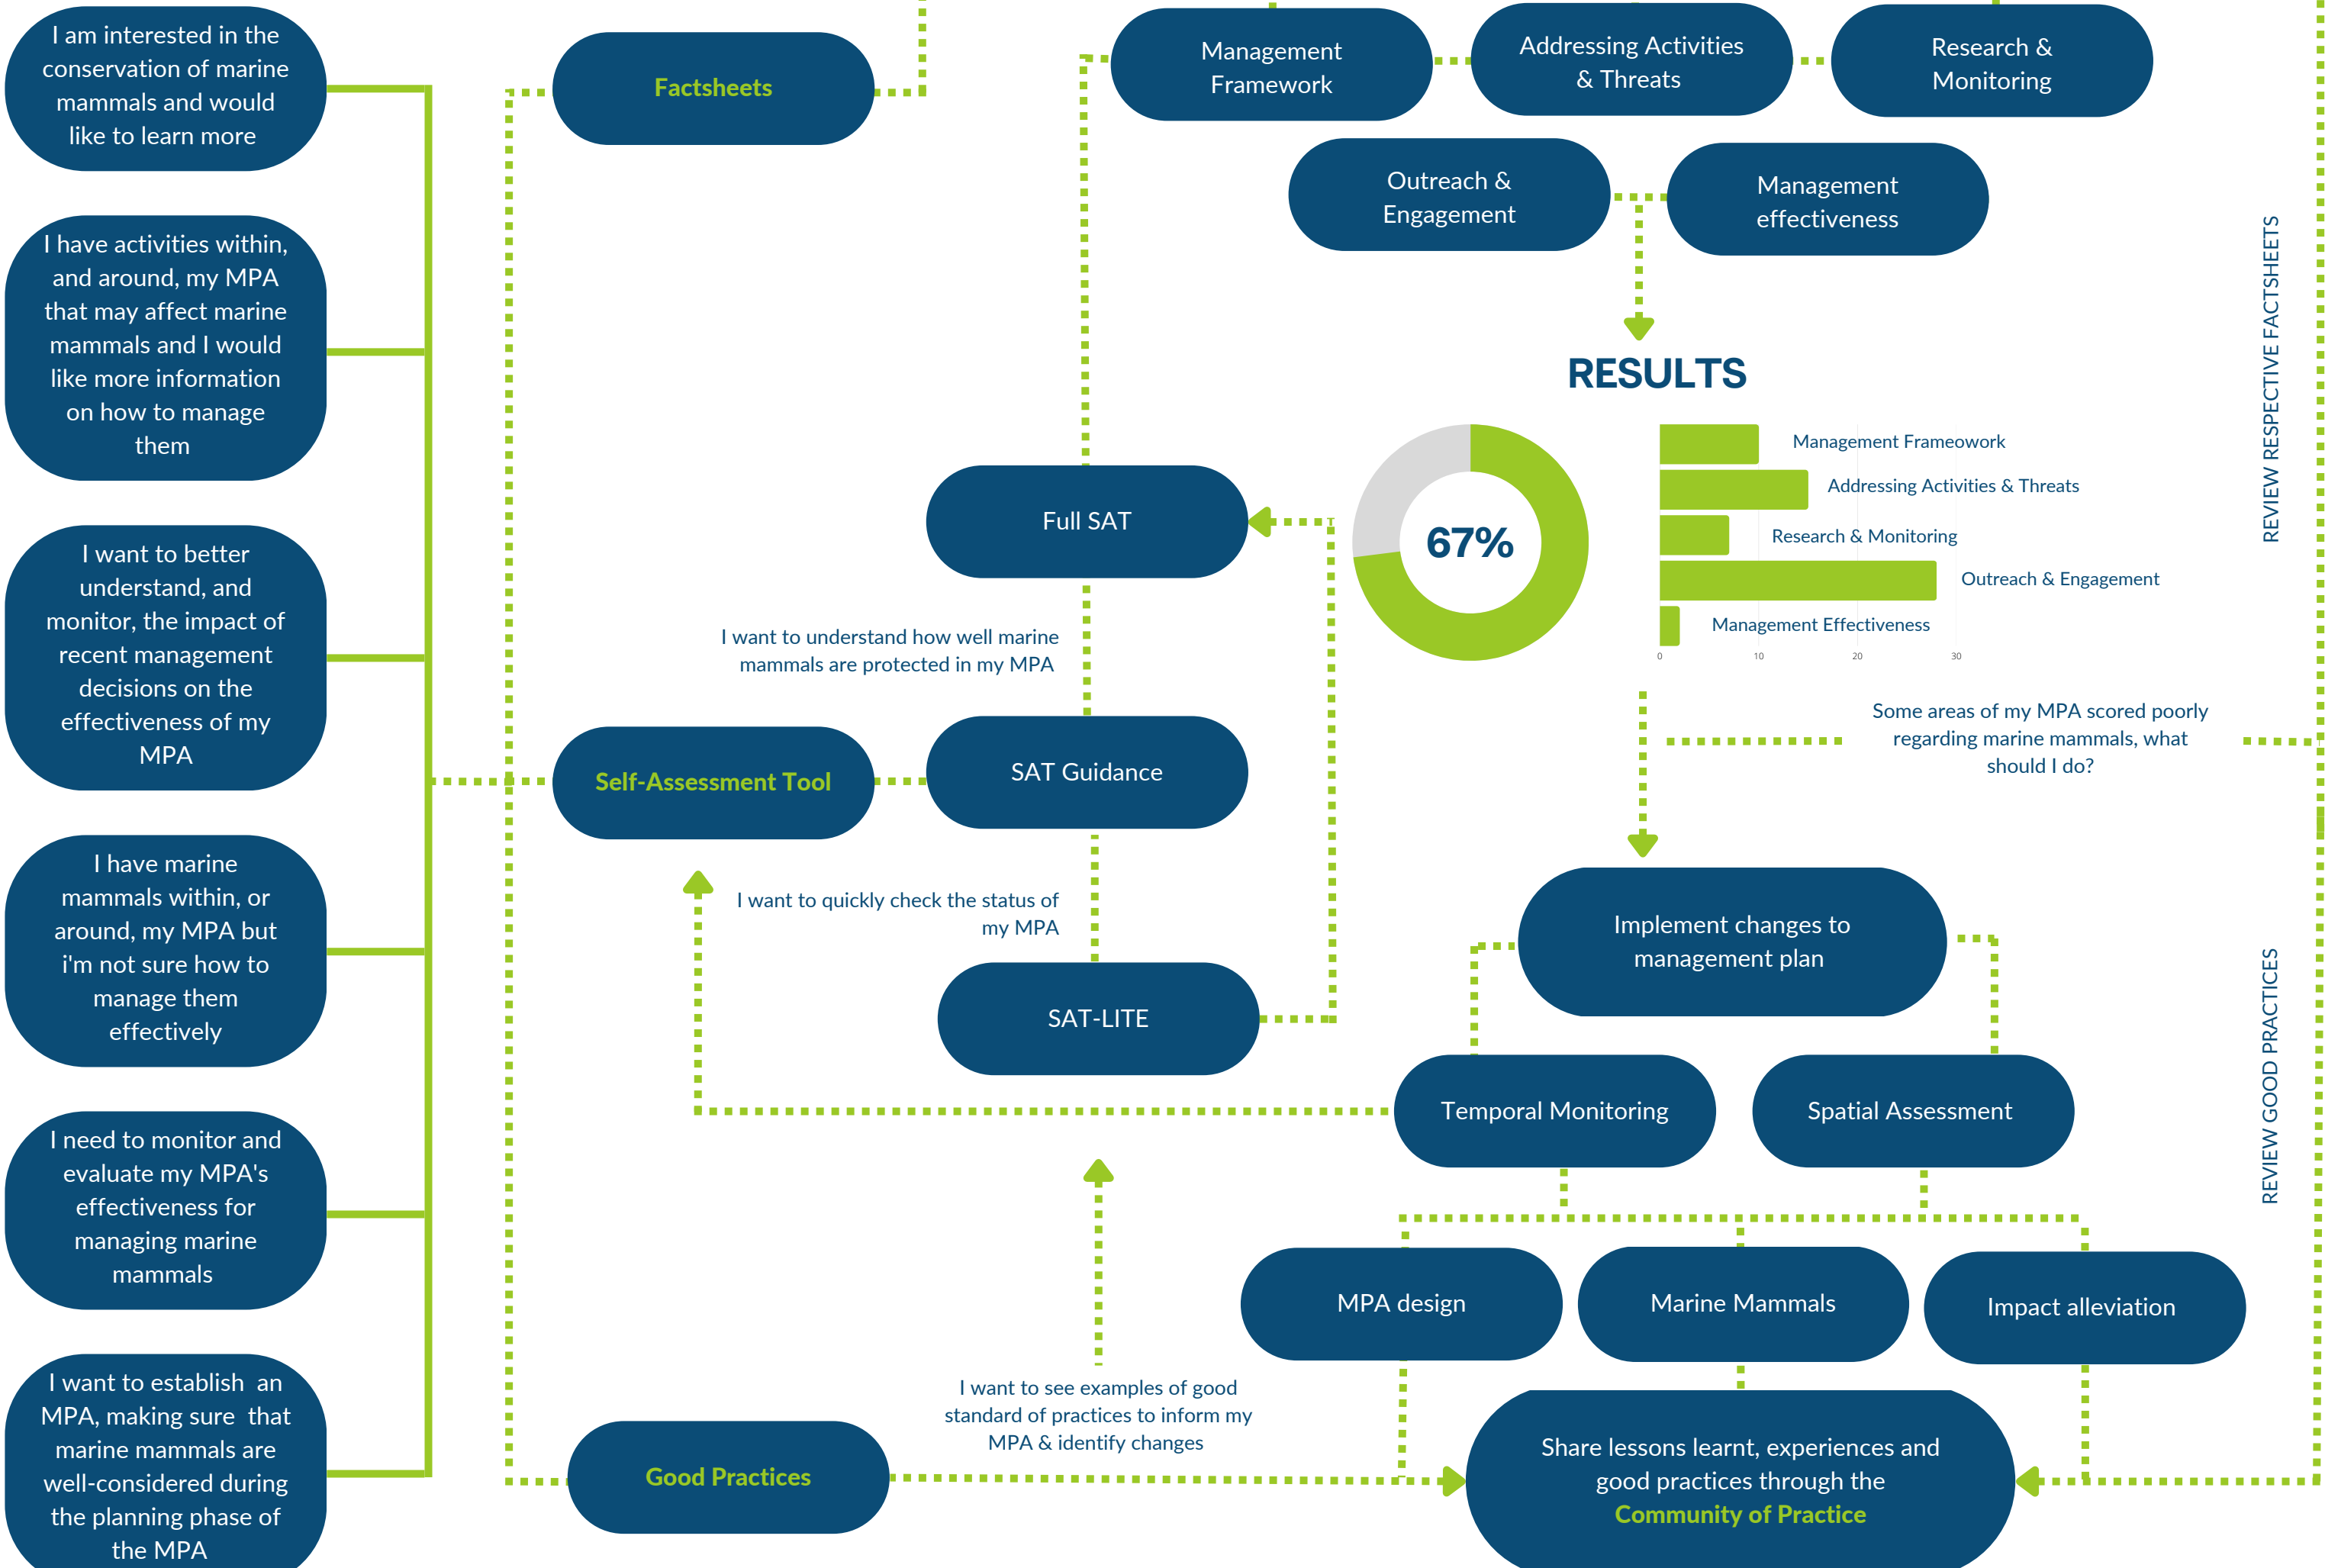 I am interested in the
conservation of marine
mammals and would
like to learn more
I have activities within,
and around, my MPA
that may affect marine
mammals and I would
like more information
on how to manage
them
I want to better
understand, and
monitor, the impact of
recent management
decisions on the
effectiveness of my
MPA
I have marine
mammals within, or
around, my MPA but
i'm not sure how to
manage them
effectively
I need to monitor and
evaluate my MPA's
effectiveness for
managing marine
mammals
I want to establish an
MPA, making sure that
marine mammals are
well-considered during
the planning phase of
the MPA
Factsheets
Self-Assessment Tool
Good Practices
Full SAT
I want to understand how well marine
mammals are protected in my MPA
SAT Guidance
I want to quickly check the status of
my MPA
SAT-LITE
I want to see examples of good
standard of practices to inform my
MPA & identify changes
Management
Framework
Addressing Activities
& Threats
Research &
Monitoring
Outreach &
Engagement
Management
effectiveness
RESULTS
67%
Management Frameowork
Addressing Activities & Threats
Research & Monitoring
Outreach & Engagement
Management Effectiveness
0 10 20 30
Some areas of my MPA scored poorly
regarding marine mammals, what
should I do?
Implement changes to
management plan
Temporal Monitoring
Spatial Assessment
MPA design
Marine Mammals
Impact alleviation
Share lessons learnt, experiences and
good practices through the
Community of Practice
REVIEW RESPECTIVE FACTSHEETS
REVIEW GOOD PRACTICES